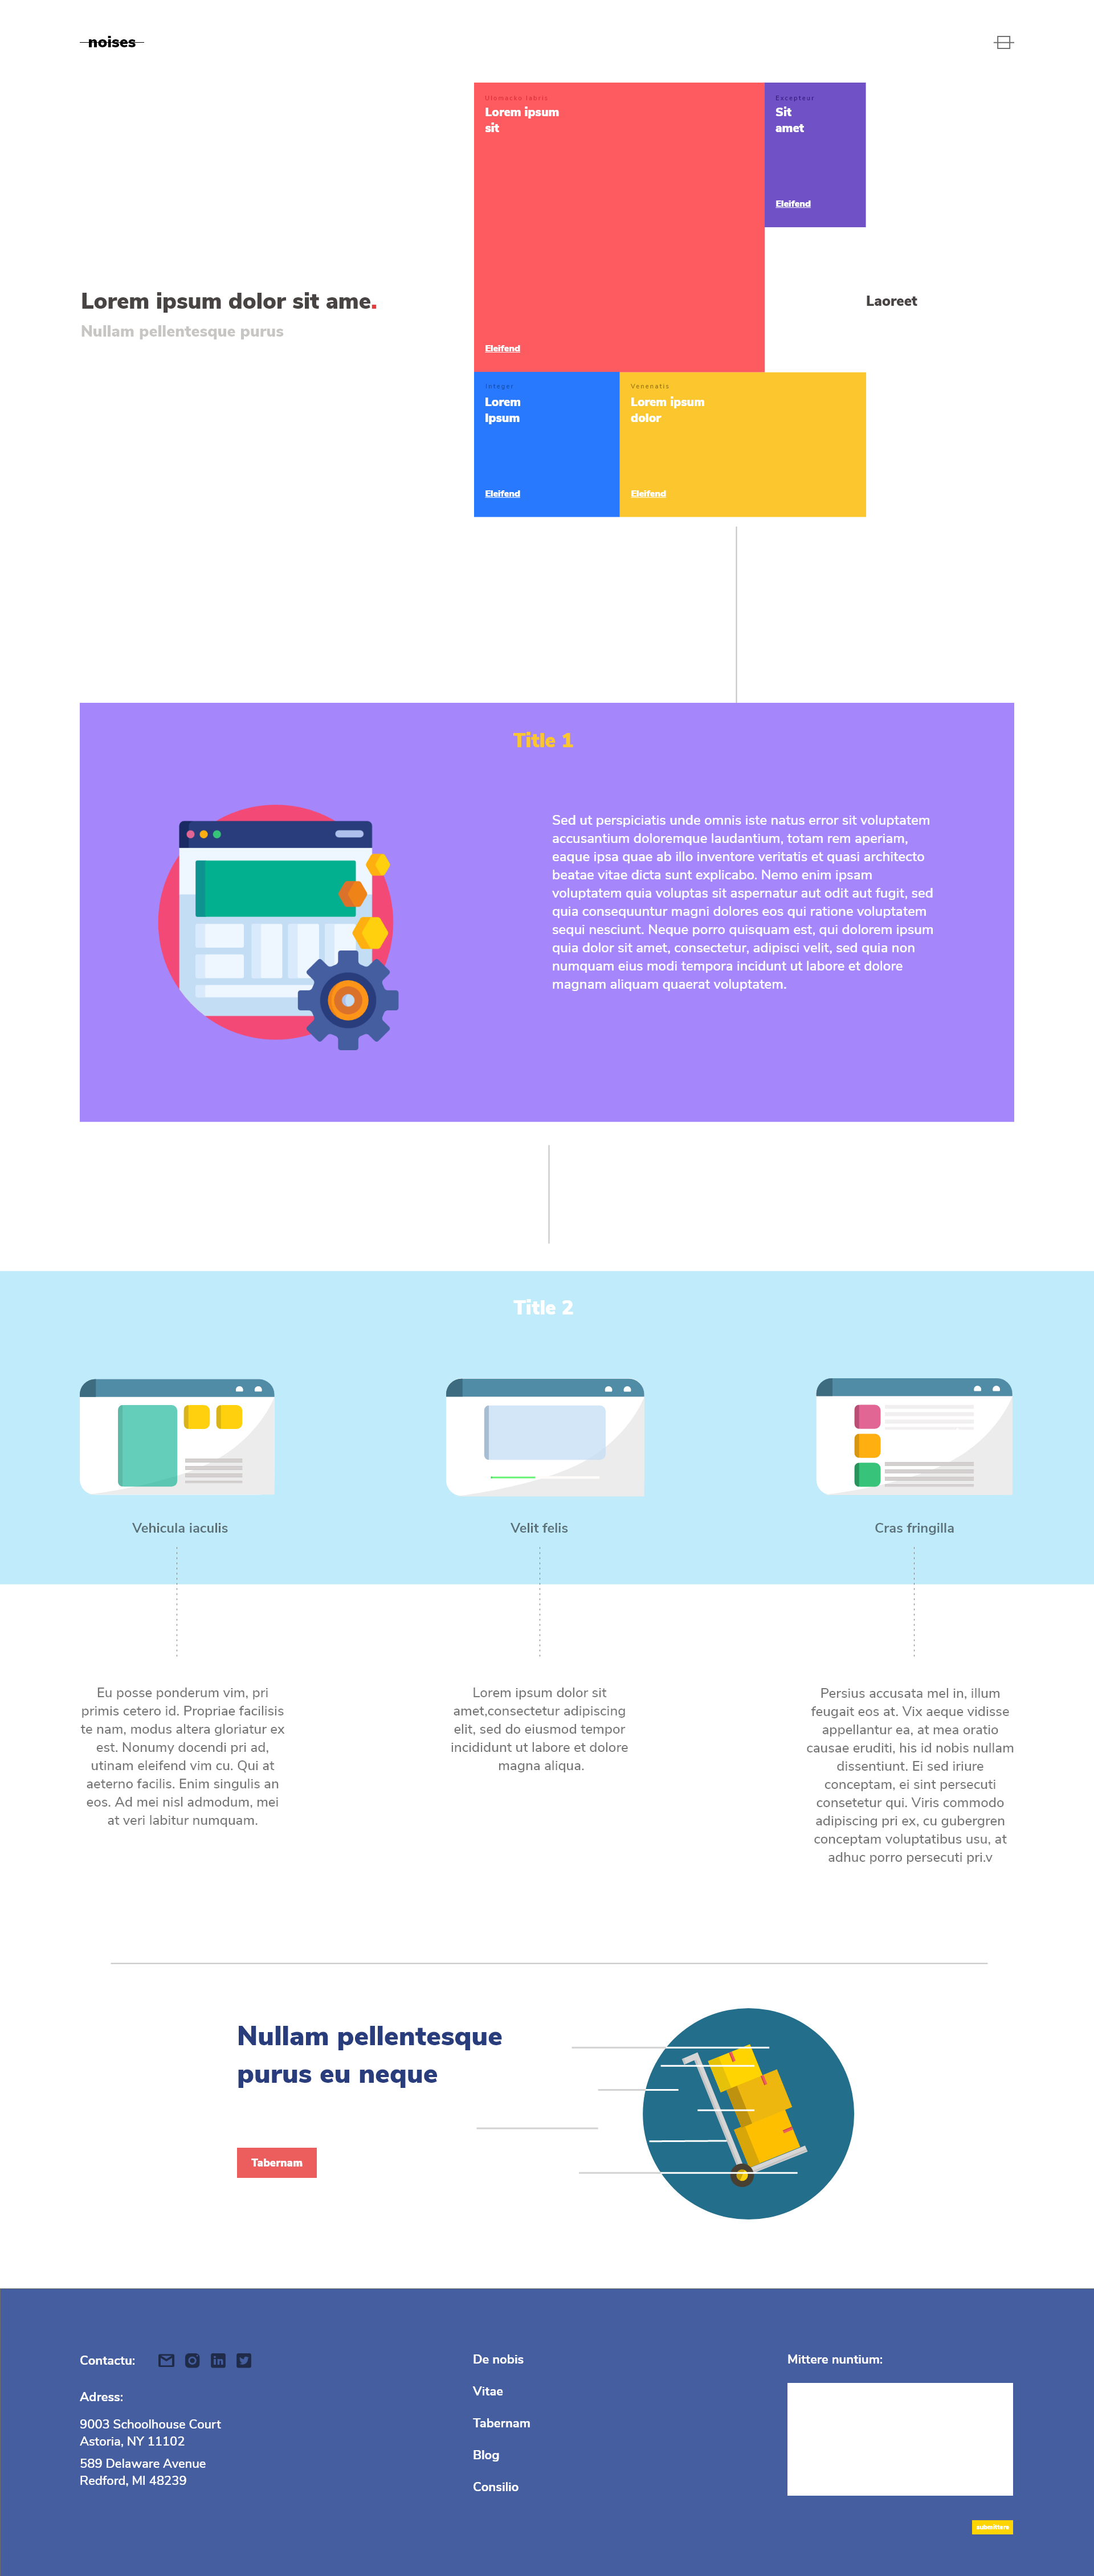 noises
Ulomacno labris
Lorem ipsum
sit
Eleifend
Excepteui
Sit
amet
Eleifend
Lorem ipsum dolor sit ame.
Nullam pellentesque purus
Laoreet
Integer
Lorem
Ipsum
Eleifend
Venenatis
Lorem ipsum
dolor
Eleifend
Title 1
Sed ut perspiciatis unde omnis iste natus error sit voluptatem
accusantium doloremque laudantium, totam rem aperiam,
eaque ipsa quae ab illo inventore veritatis et quasi architecto
beatae vitae dicta sunt explicabo. Nemo enim ipsam
voluptatem quia voluptas sit aspernatur aut odit aut fugit, sed
quia consequuntur magni dolores eos qui ratione voluptatem
sequi nesciunt. Neque porro quisquam est, qui dolorem ipsum
quia dolor sit amet, consectetur, adipisci velit, sed quia non
numquam eius modi tempora incidunt ut labore et dolore
magnam aliquam quaerat voluptatem.
Title 2
Vehicula iaculis
Velit felis
Cras fringilla
Eu posse ponderum vim, pri
primis cetero id. Propriae facilisis
te nam, modus altera gloriatur ex
est. Nonumy docendi pri ad,
utinam eleifend vim cu. Qui at
aeterno facilis. Enim singulis an
eos. Ad mei nisl admodum, mei
at veri labitur numquam.
Lorem ipsum dolor sit
amet,consectetur adipiscing
elit, sed do eiusmod tempor
incididunt ut labore et dolore
magna aliqua.
Persius accusata mel in, illum
feugait eos at. Vix aeque vidisse
appellantur ea, at mea oratio
causae eruditi, his id nobis nullam
dissentiunt. Ei sed iriure
conceptam, ei sint persecuti
consetetur qui. Viris commodo
adipiscing pri ex, cu gubergren
conceptam voluptatibus usu, at
adhuc porro persecuti pri.v
Nullam pellentesque
purus eu neque
Tabernam
Contactu:
Adress:
9003 Schoolhouse Court
Astoria, NY 11102
589 Delaware Avenue
Redford, MI 48239
De nobis
Vitae
Tabernam
Blog
Consilio
Mittere nuntium:
submittere